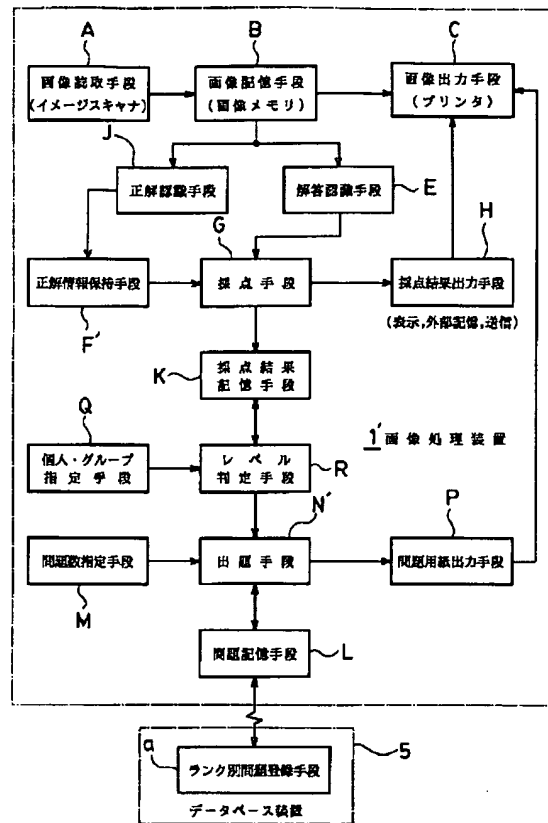 A
B
C
画像読取手段
(イメージスキャナ)
画像記憶手段
(画像メモリ)
画像出力手段
(プリンタ)
J
正解認識手段
解答認識手段
E
G
H
正解情報保持手段
F'
採点手段
採点結果出力手段
(表示,外部記憶,送信)
K
採点結果
記憶手段
Q
1' 画像処理装置
個人・グループ
指定手段
レベル
判定手段
R
N'
P
問題数指定手段
M
出題手段
問題用紙出力手段
問題記憶手段
L
a
ランク別問題登録手段
5
データベース装置